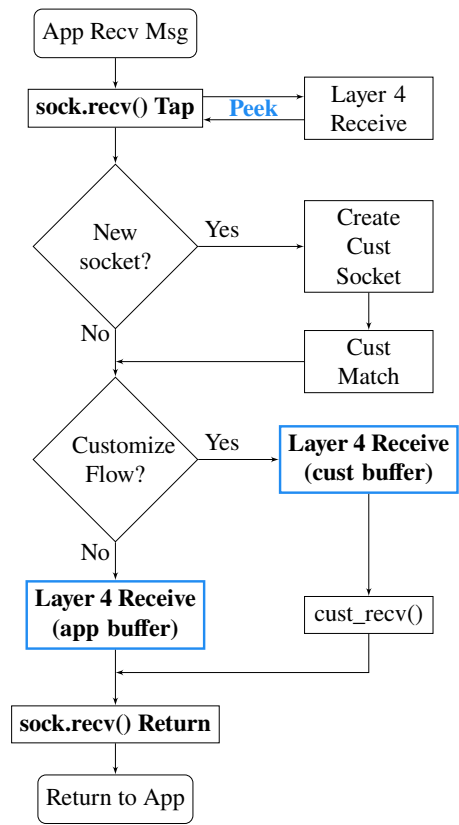 App Recv Msg
sock.recv() Tap
Peek
Layer 4
Receive
New
socket?
Yes
Create
Cust
Socket
No
Cust
Match
Customize
Flow?
Yes
Layer 4 Receive
(cust buffer)
No
Layer 4 Receive
(app buffer)
cust_recv()
sock.recv() Return
Return to App